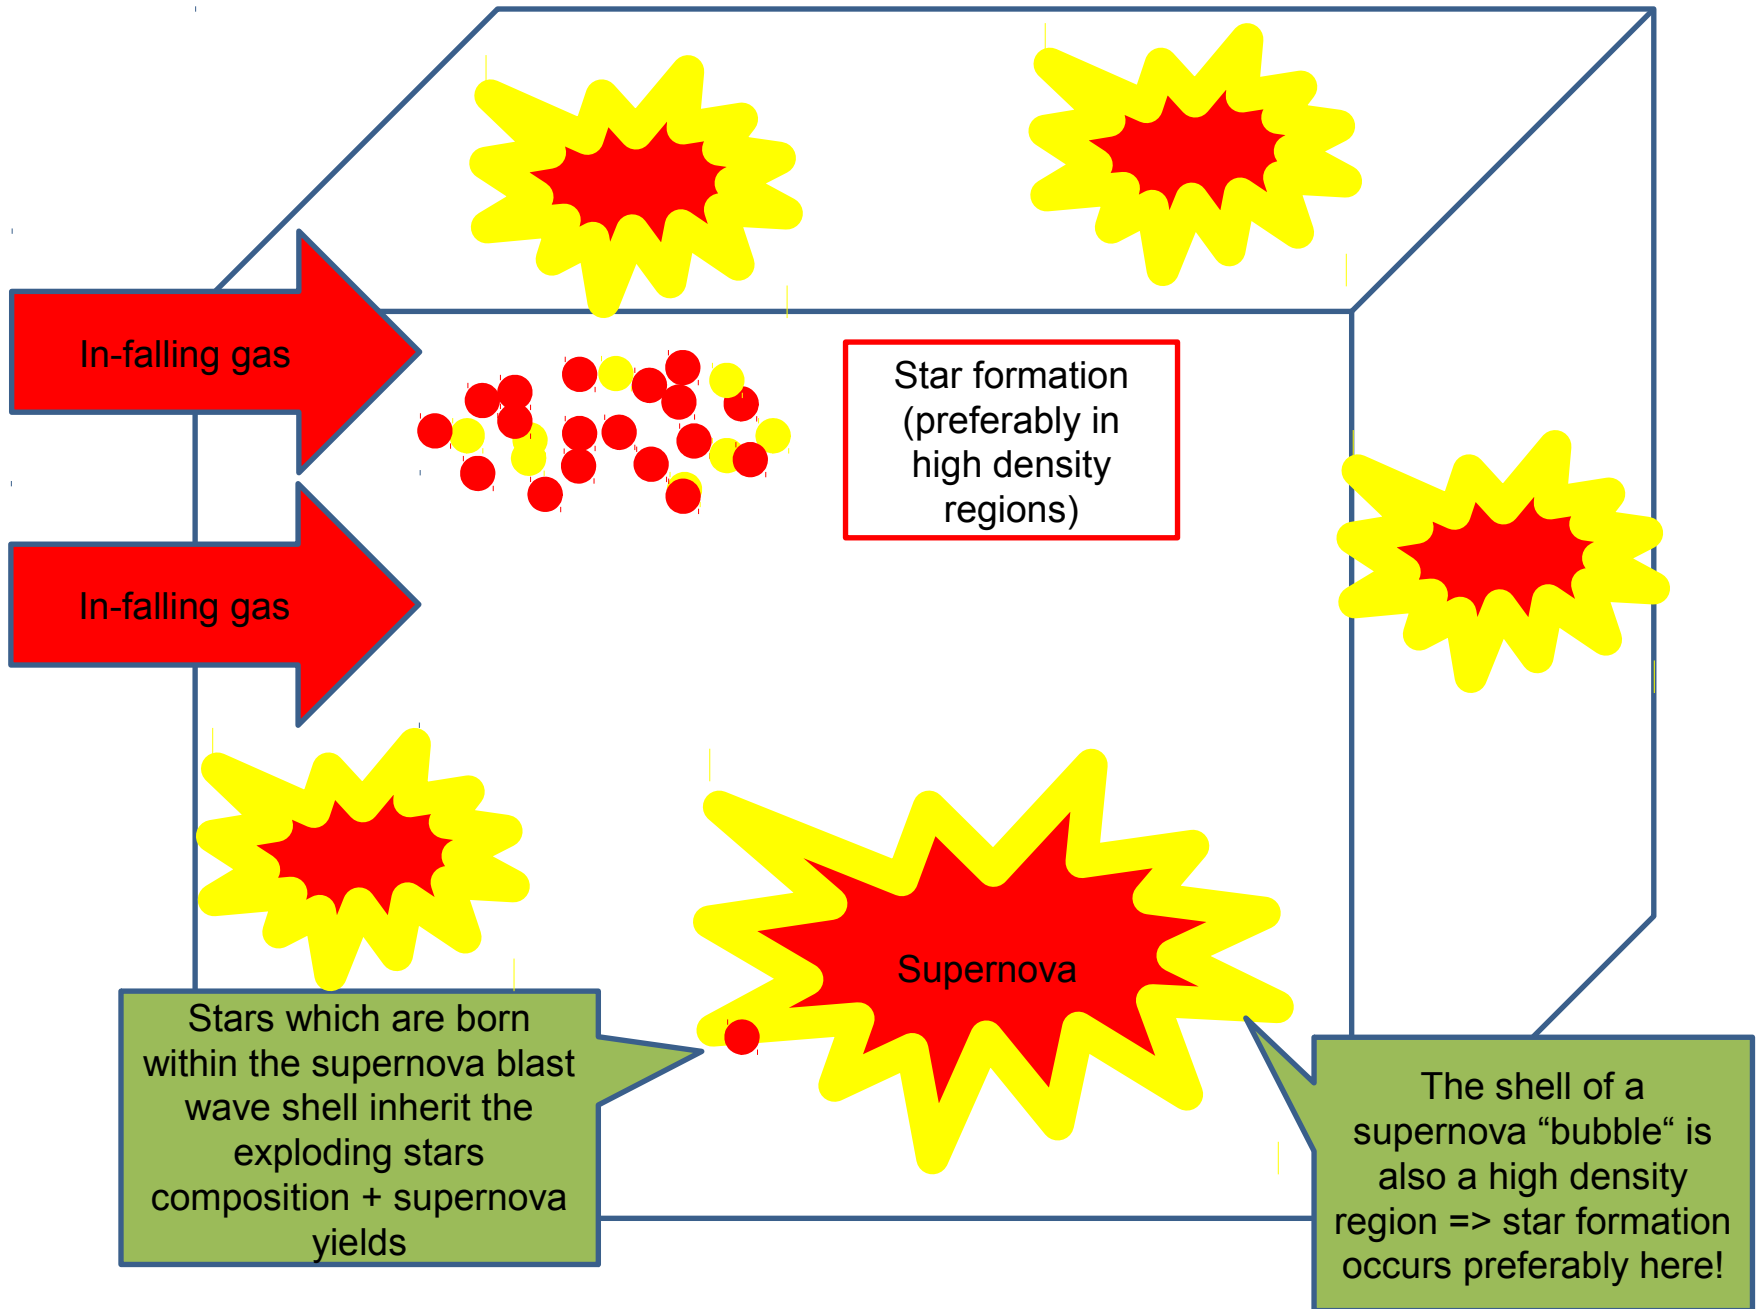 In-falling gas
Star formation
(preferably in
high density
regions)
In-falling gas
Supernova
Stars which are born
within the supernova blast
wave shell inherit the
exploding stars
composition + supernova
yields
The shell of a
supernova “bubble“ is
also a high density
region => star formation
occurs preferably here!